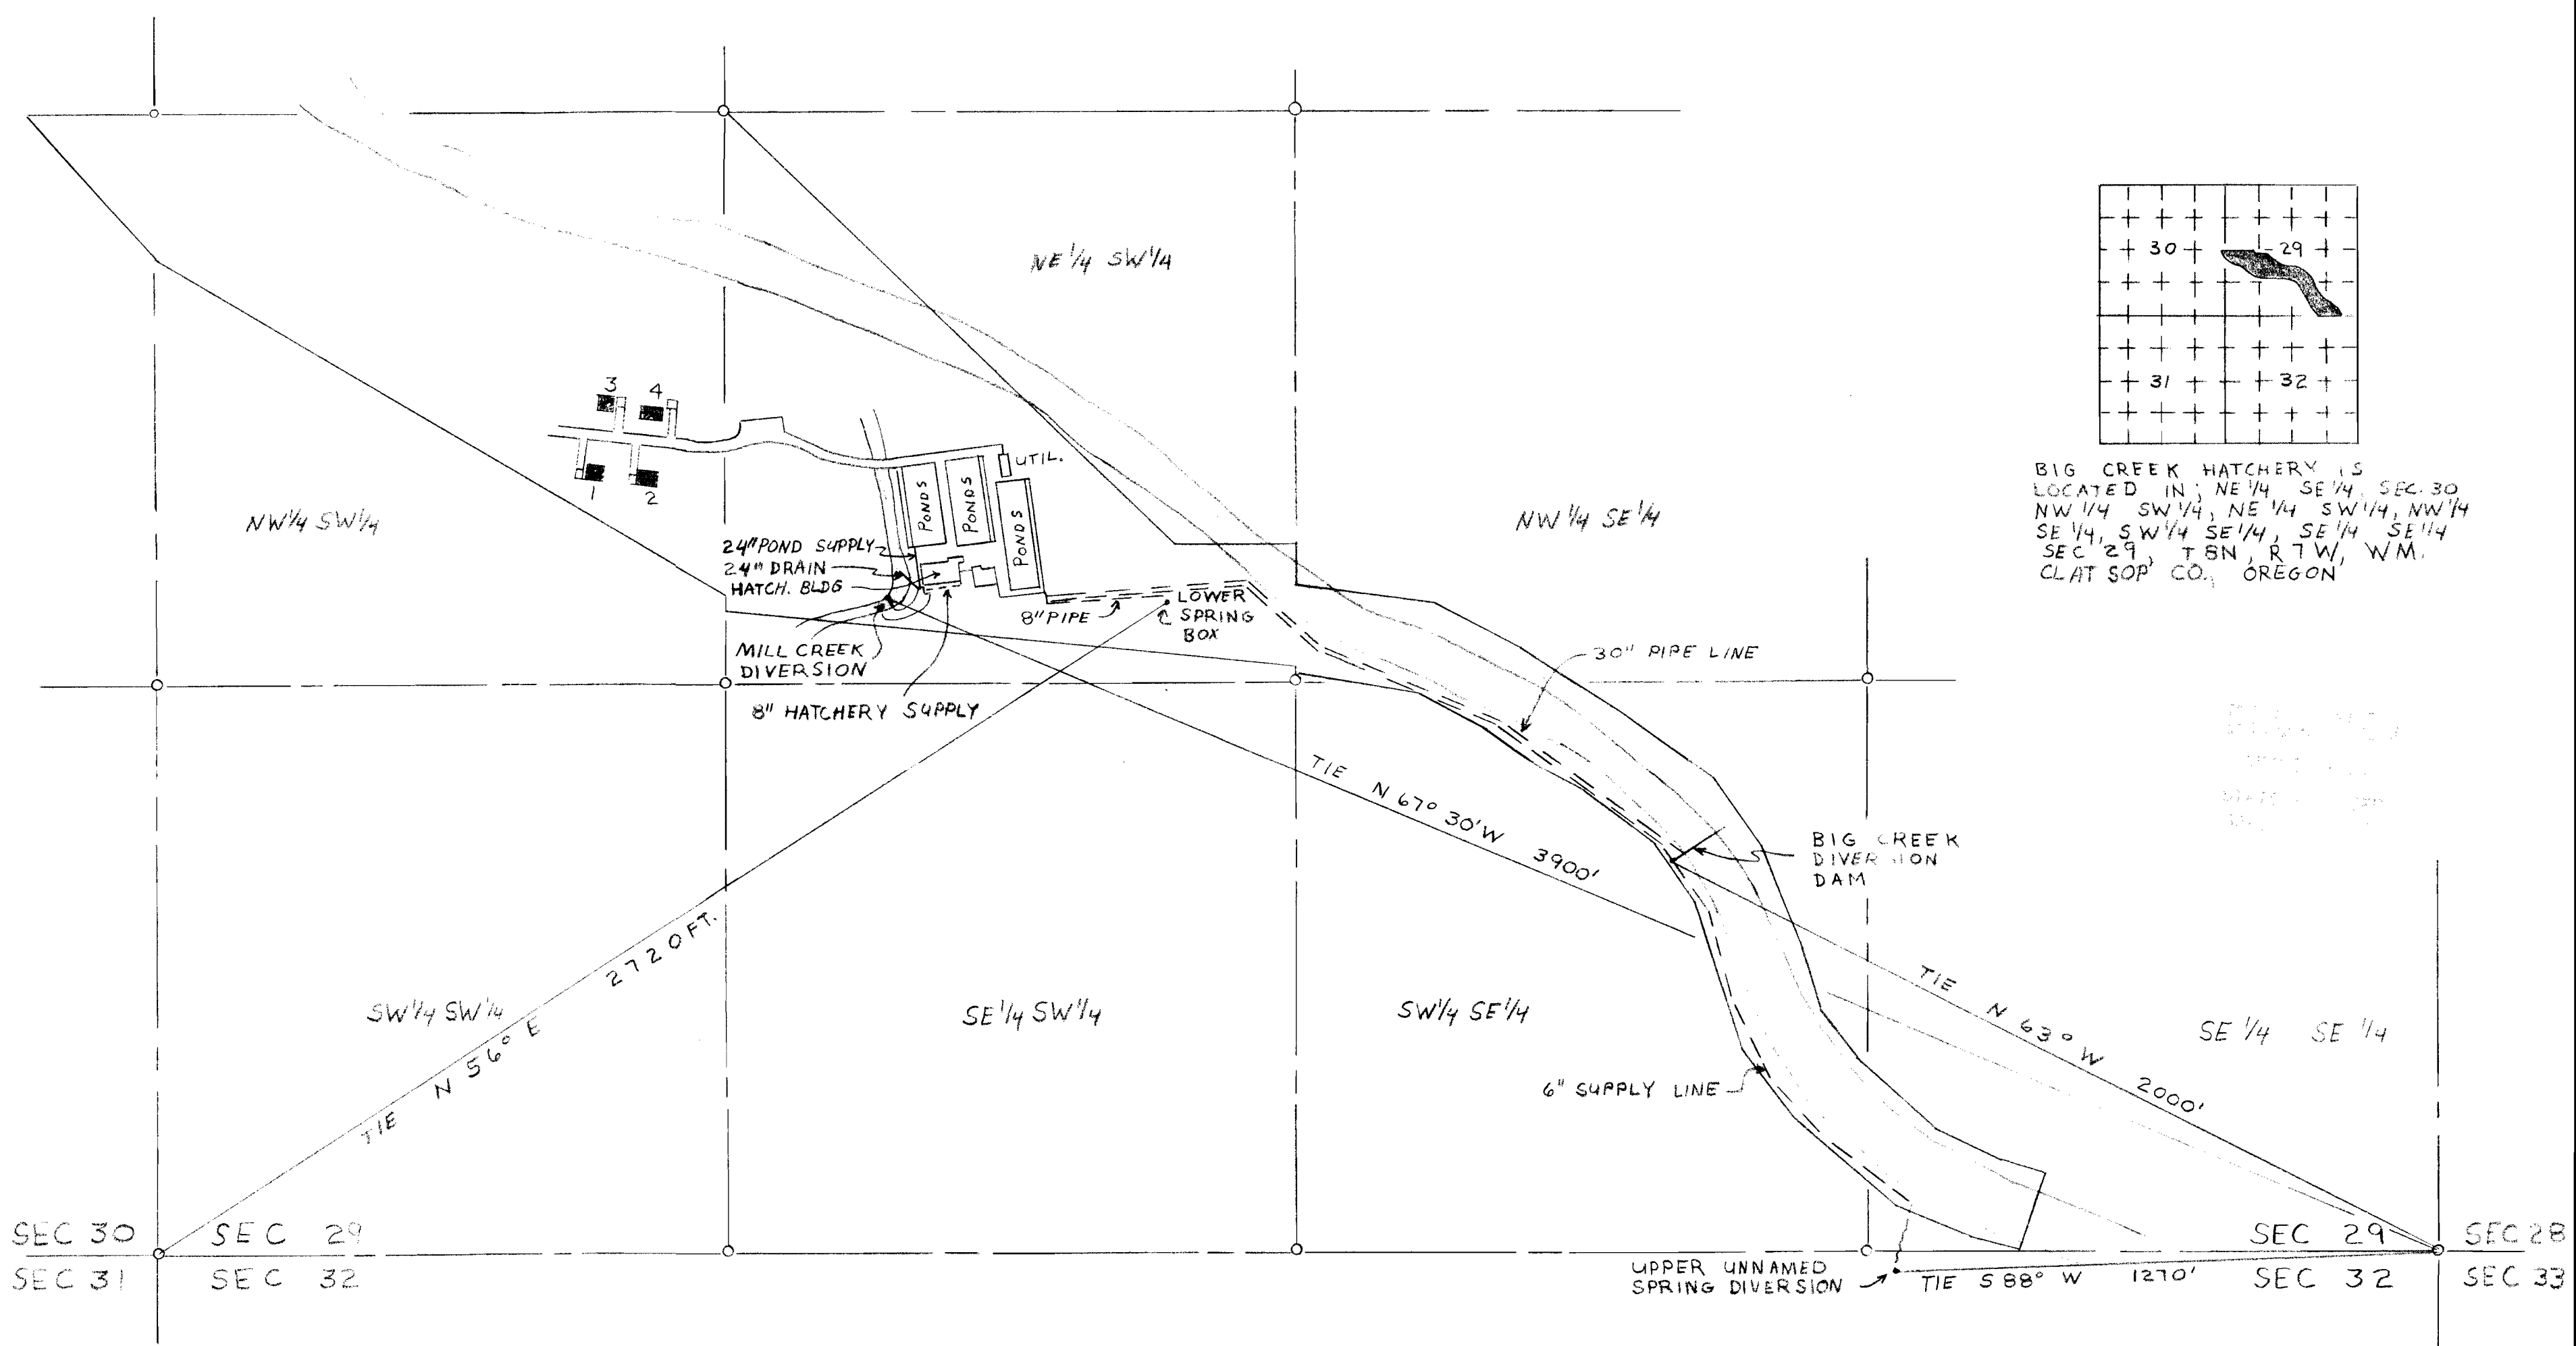 NE 1/4 SW 1/4
30
29
31
32
BIG CREEK HATCHERY IS
LOCATED IN; NE 1/4 SE 1/4, SEC. 30
NW 1/4 SW 1/4, NE 1/4 SW 1/4, NW 1/4
SE 1/4, SW 1/4 SE 1/4, SE 1/4 SE 1/4
SEC 29, T8N, R7W, WM.
CLATSOP CO., OREGON
3
4
1
2
UTIL.
PONDS
PONDS
PONDS
NW 1/4 SW 1/4
NW 1/4 SE 1/4
24" POND SUPPLY
24" DRAIN
HATCH. BLDG
8" PIPE
LOWER
SPRING
BOX
MILL CREEK
DIVERSION
8" HATCHERY SUPPLY
30" PIPE LINE
TIE N 67° 30' W 3900'
BIG CREEK
DIVERSION
DAM
TIE N 56° E 2720 FT.
SW 1/4 SW 1/4
SE 1/4 SW 1/4
SW 1/4 SE 1/4
SE 1/4 SE 1/4
TIE N 63° W 2000'
6" SUPPLY LINE
SEC 30
SEC 29
SEC 31
SEC 32
SEC 29
SEC 28
UPPER UNNAMED
SPRING DIVERSION
TIE S 88° W 1270'
SEC 32
SEC 33